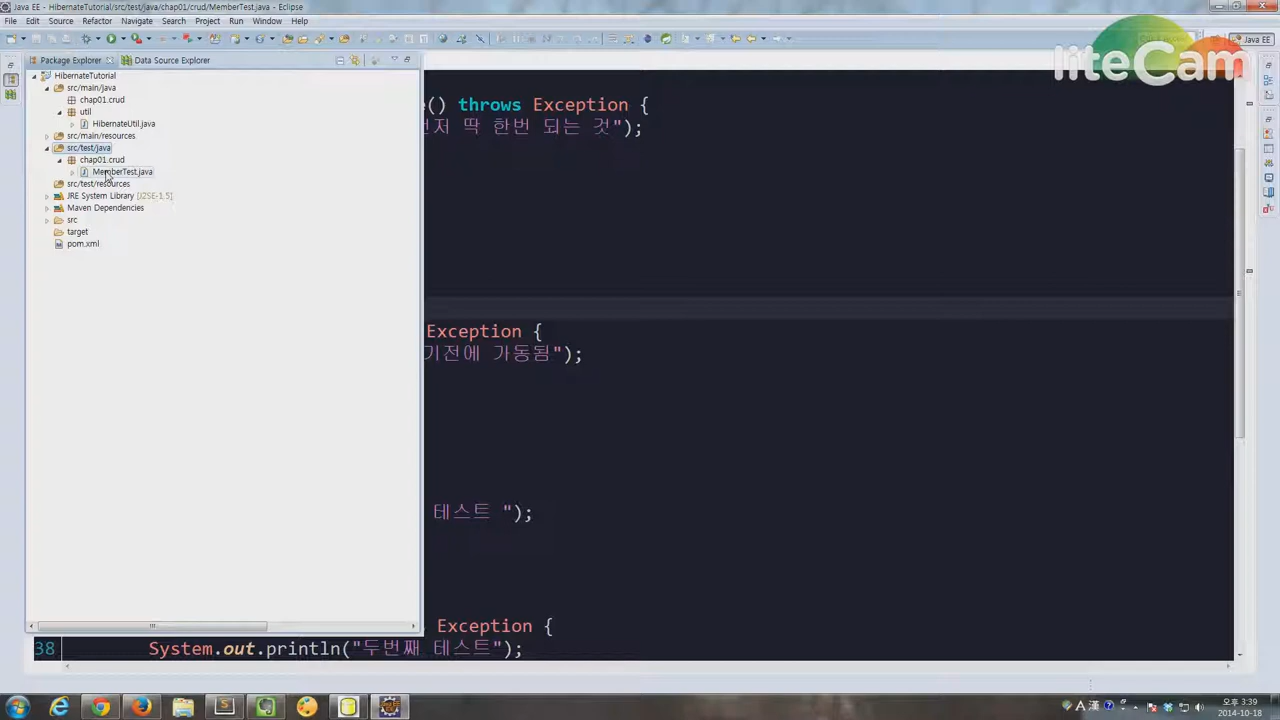 Java EE - HibernateTutorial/src/test/java/chap01/crud/MemberTest.java - Eclipse
File Edit Source Refactor Navigate Search Project Run Window Help
Java EE
liteCam
Package Explorer Data Source Explorer
HibernateTutorial
src/main/java
chap01.crud
util
HibernateUtil.java
src/main/resources
src/test/java
chap01.crud
MemberTest.java
src/test/resources
JRE System Library [J2SE-1.5]
Maven Dependencies
src
target
pom.xml
() throws Exception {
먼저 딱 한번 되는 것");
Exception {
기전에 가동됨");
테스트 ");
Exception {
38 System.out.println("두번째 테스트");
A 漢
오후 3:39
2014-10-18